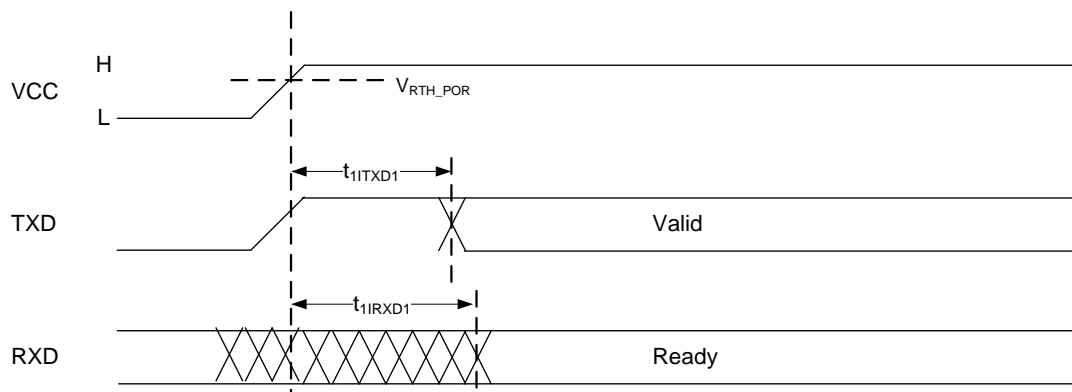 H
VCC
V_RTH_POR
L
t_1ITXD1
TXD
Valid
t_1IRXD1
RXD
Ready